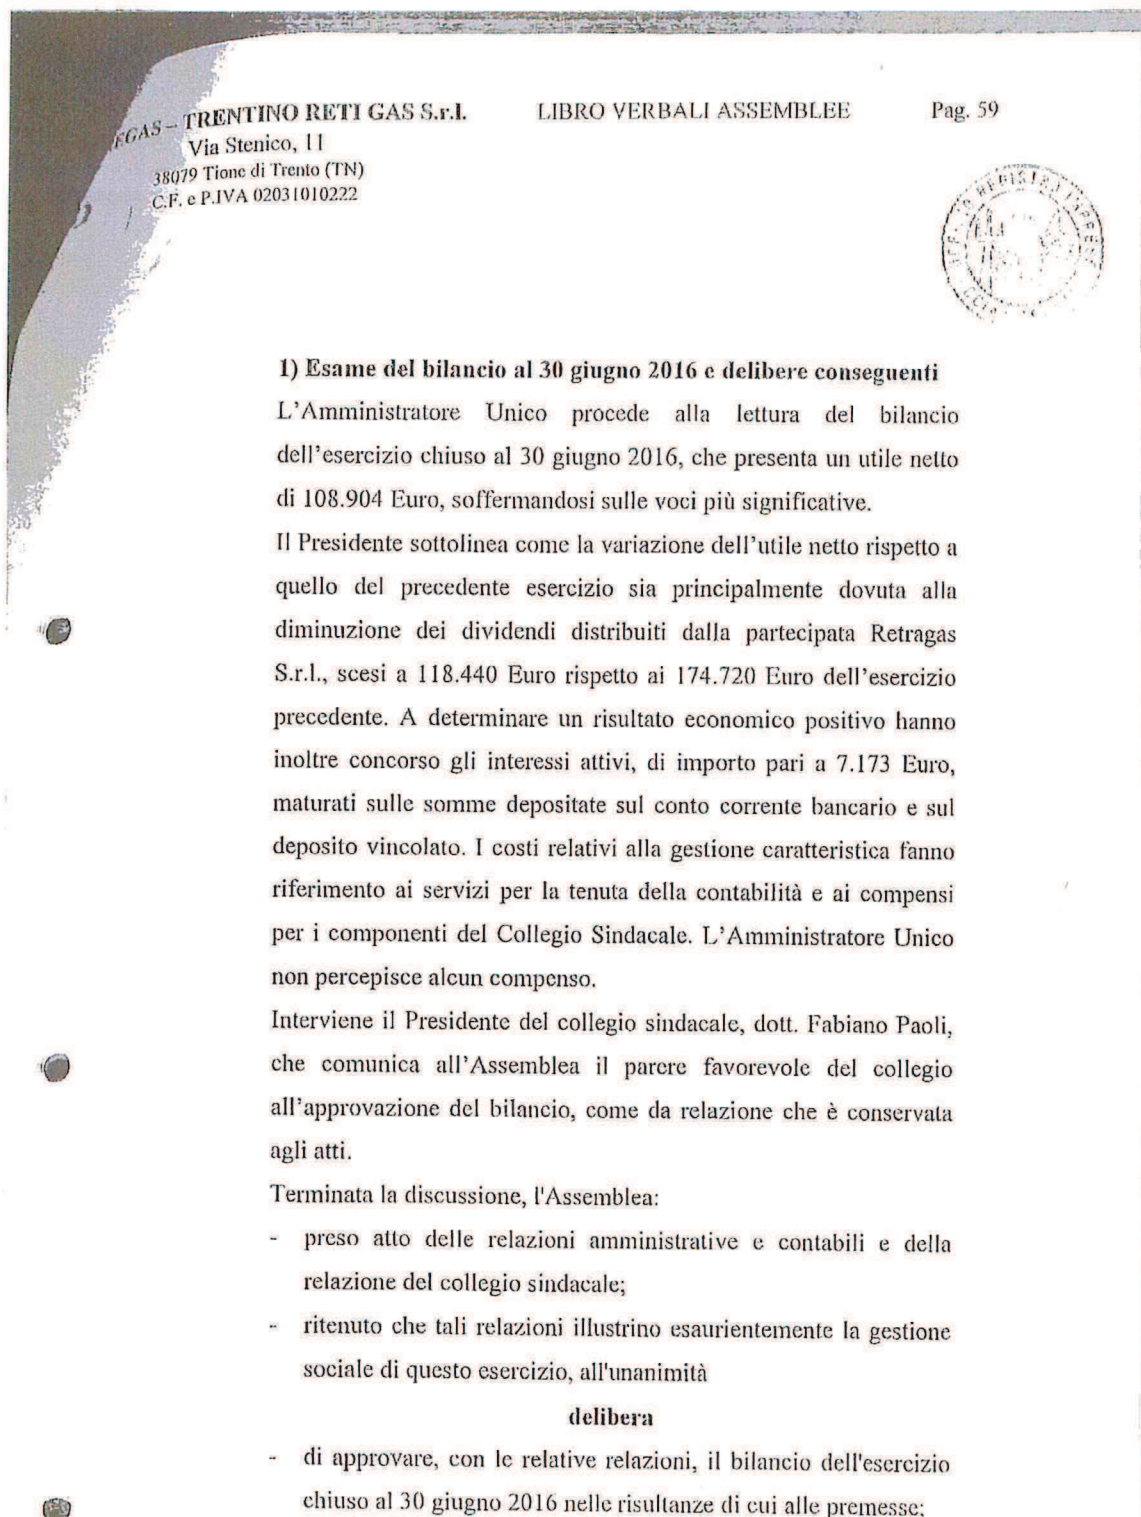 EGAS – TRENTINO RETI GAS S.r.l.
LIBRO VERBALI ASSEMBLEE
Pag. 59
Via Stenico, 11
38079 Tione di Trento (TN)
C.F. e P.IVA 02031010222
REGISTRO IMPRESE
1) Esame del bilancio al 30 giugno 2016 e delibere conseguenti
L'Amministratore Unico procede alla lettura del bilancio
dell'esercizio chiuso al 30 giugno 2016, che presenta un utile netto
di 108.904 Euro, soffermandosi sulle voci più significative.
Il Presidente sottolinea come la variazione dell'utile netto rispetto a
quello del precedente esercizio sia principalmente dovuta alla
diminuzione dei dividendi distribuiti dalla partecipata Retragas
S.r.l., scesi a 118.440 Euro rispetto ai 174.720 Euro dell'esercizio
precedente. A determinare un risultato economico positivo hanno
inoltre concorso gli interessi attivi, di importo pari a 7.173 Euro,
maturati sulle somme depositate sul conto corrente bancario e sul
deposito vincolato. I costi relativi alla gestione caratteristica fanno
riferimento ai servizi per la tenuta della contabilità e ai compensi
per i componenti del Collegio Sindacale. L'Amministratore Unico
non percepisce alcun compenso.
Interviene il Presidente del collegio sindacale, dott. Fabiano Paoli,
che comunica all'Assemblea il parere favorevole del collegio
all'approvazione del bilancio, come da relazione che è conservata
agli atti.
Terminata la discussione, l'Assemblea:
- preso atto delle relazioni amministrative e contabili e della
relazione del collegio sindacale;
- ritenuto che tali relazioni illustrino esaurientemente la gestione
sociale di questo esercizio, all'unanimità
delibera
- di approvare, con le relative relazioni, il bilancio dell'esercizio
chiuso al 30 giugno 2016 nelle risultanze di cui alle premesse;